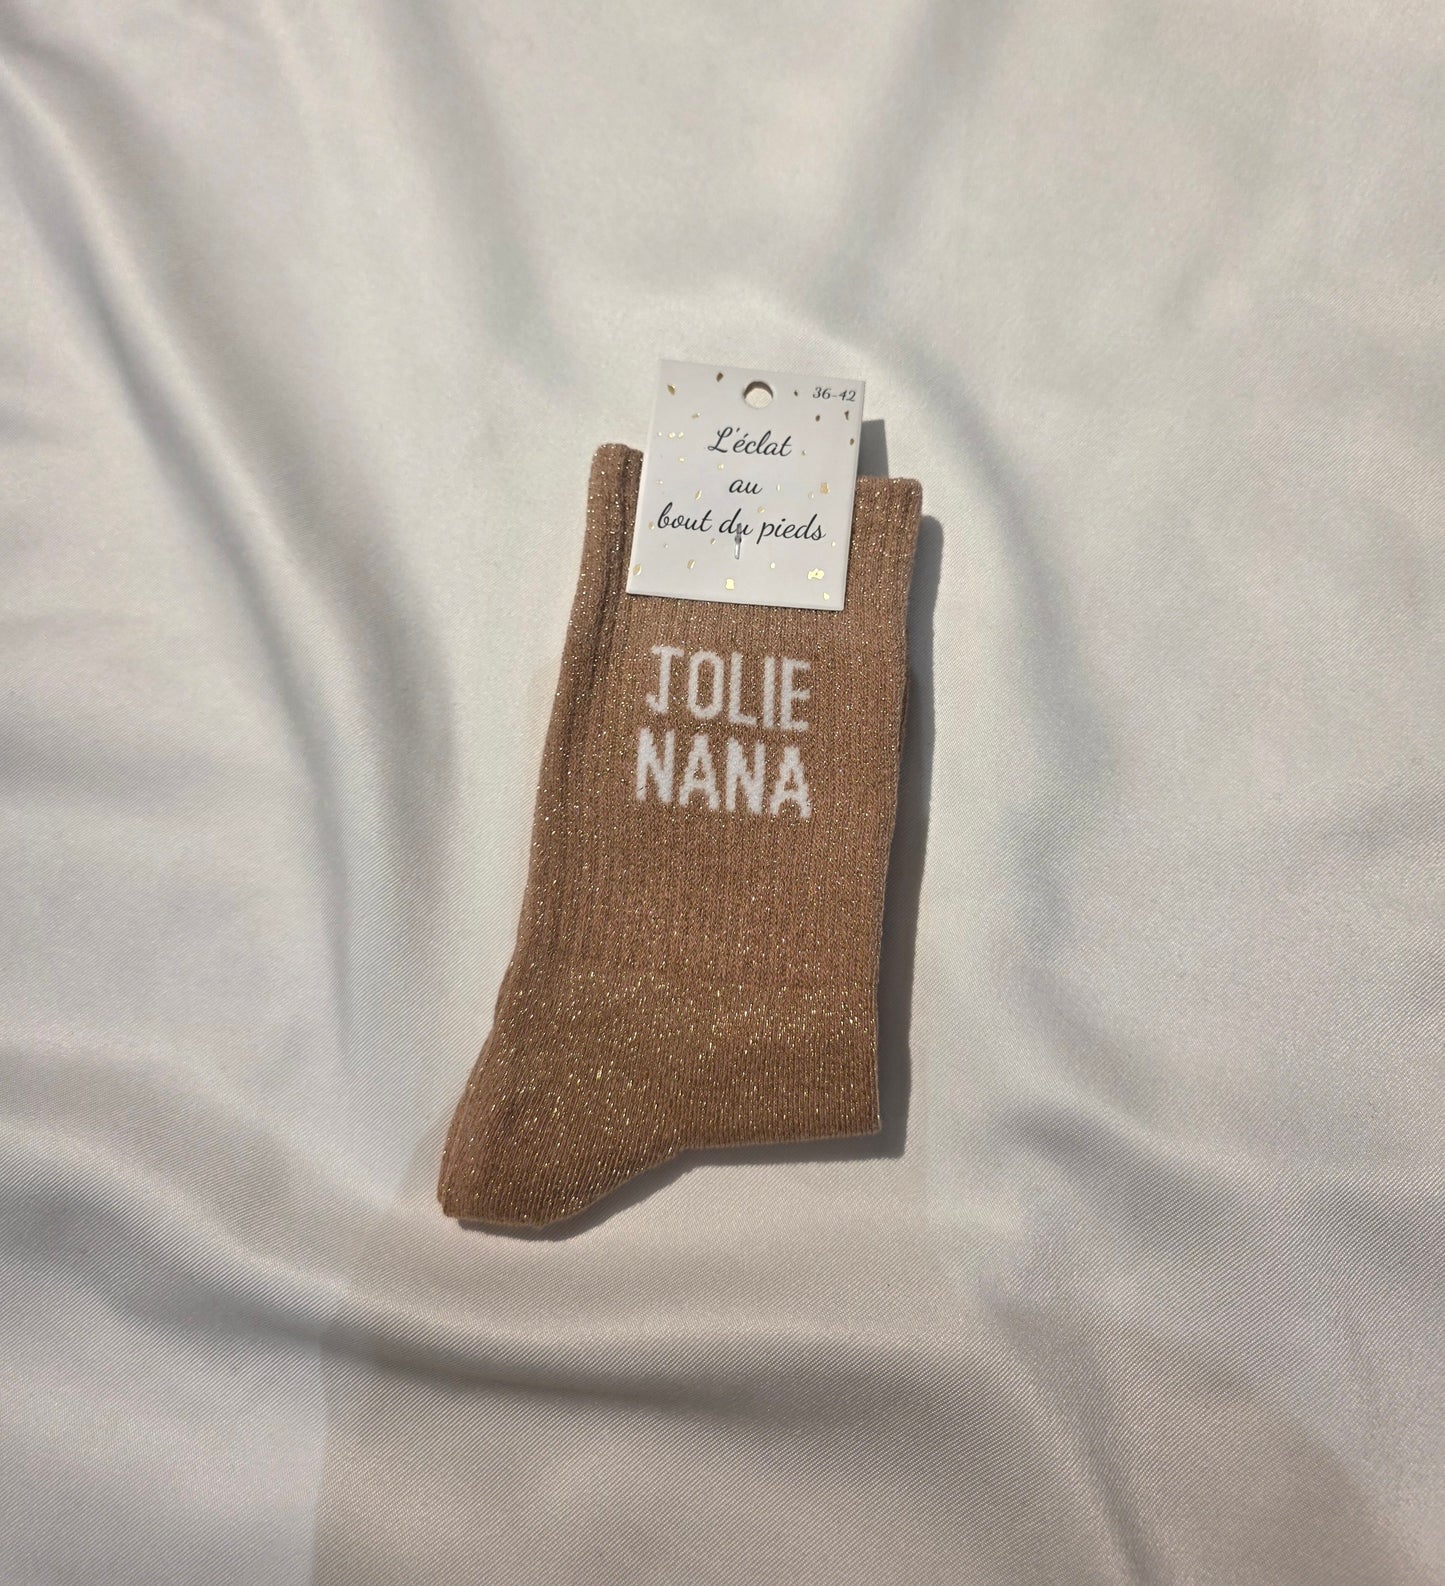 36-42
L'éclat
au
bout du pieds
JOLIE
NANA